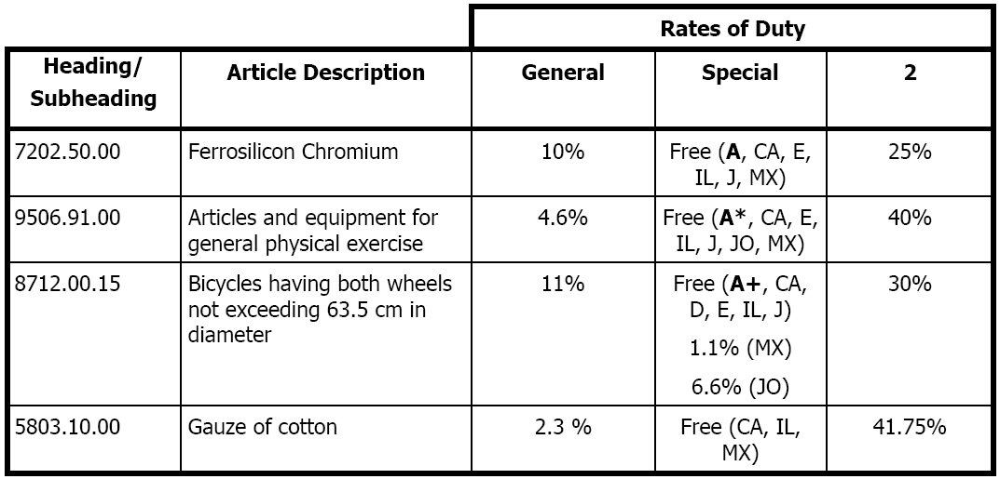 Rates of Duty
Heading/
Subheading
Article Description
General
Special
2
7202.50.00
Ferrosilicon Chromium
10%
Free (A, CA, E,
IL, J, MX)
25%
9506.91.00
Articles and equipment for
general physical exercise
4.6%
Free (A*, CA, E,
IL, J, JO, MX)
40%
8712.00.15
Bicycles having both wheels
not exceeding 63.5 cm in
diameter
11%
Free (A+, CA,
D, E, IL, J)
1.1% (MX)
6.6% (JO)
30%
5803.10.00
Gauze of cotton
2.3 %
Free (CA, IL,
MX)
41.75%